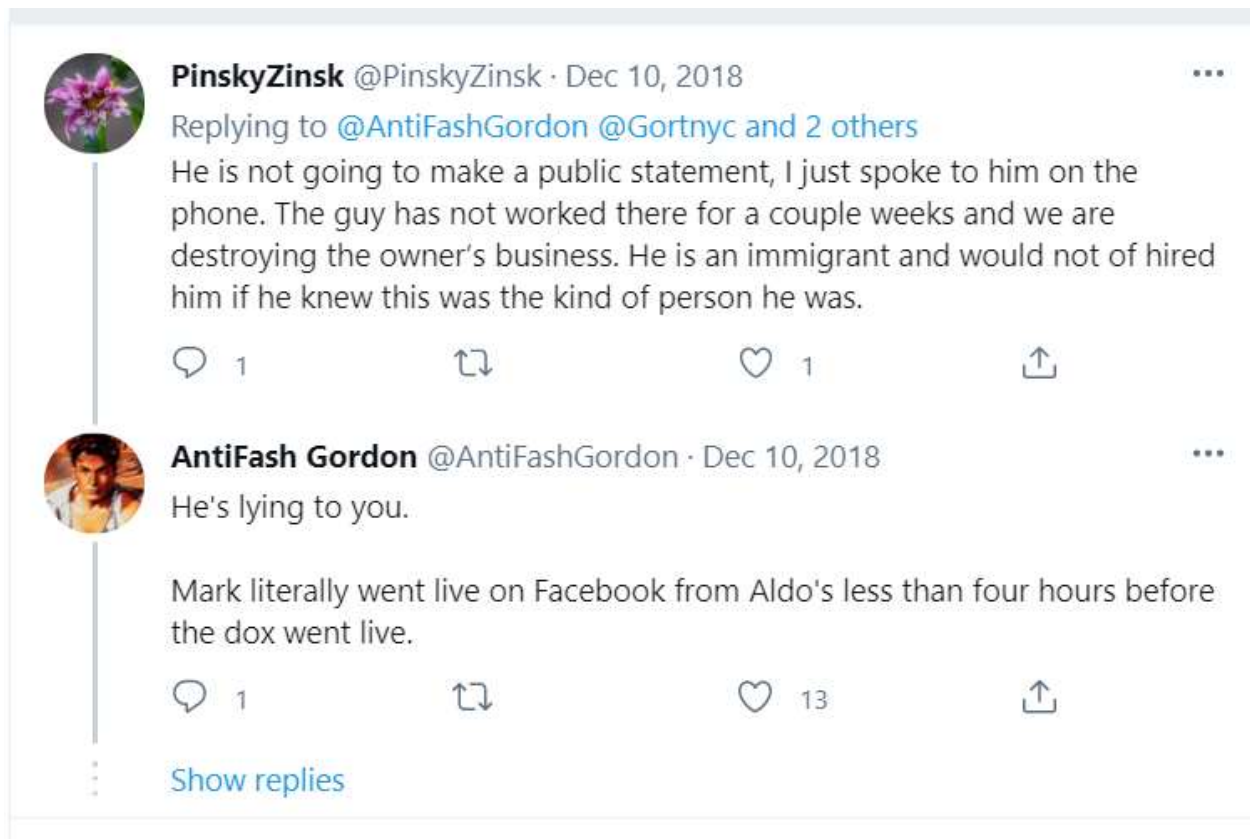 PinskyZinsk @PinskyZinsk · Dec 10, 2018
Replying to @AntiFashGordon @Gortnyc and 2 others
He is not going to make a public statement, I just spoke to him on the
phone. The guy has not worked there for a couple weeks and we are
destroying the owner's business. He is an immigrant and would not of hired
him if he knew this was the kind of person he was.
1 1
AntiFash Gordon @AntiFashGordon · Dec 10, 2018
He's lying to you.
Mark literally went live on Facebook from Aldo's less than four hours before
the dox went live.
1 13
Show replies